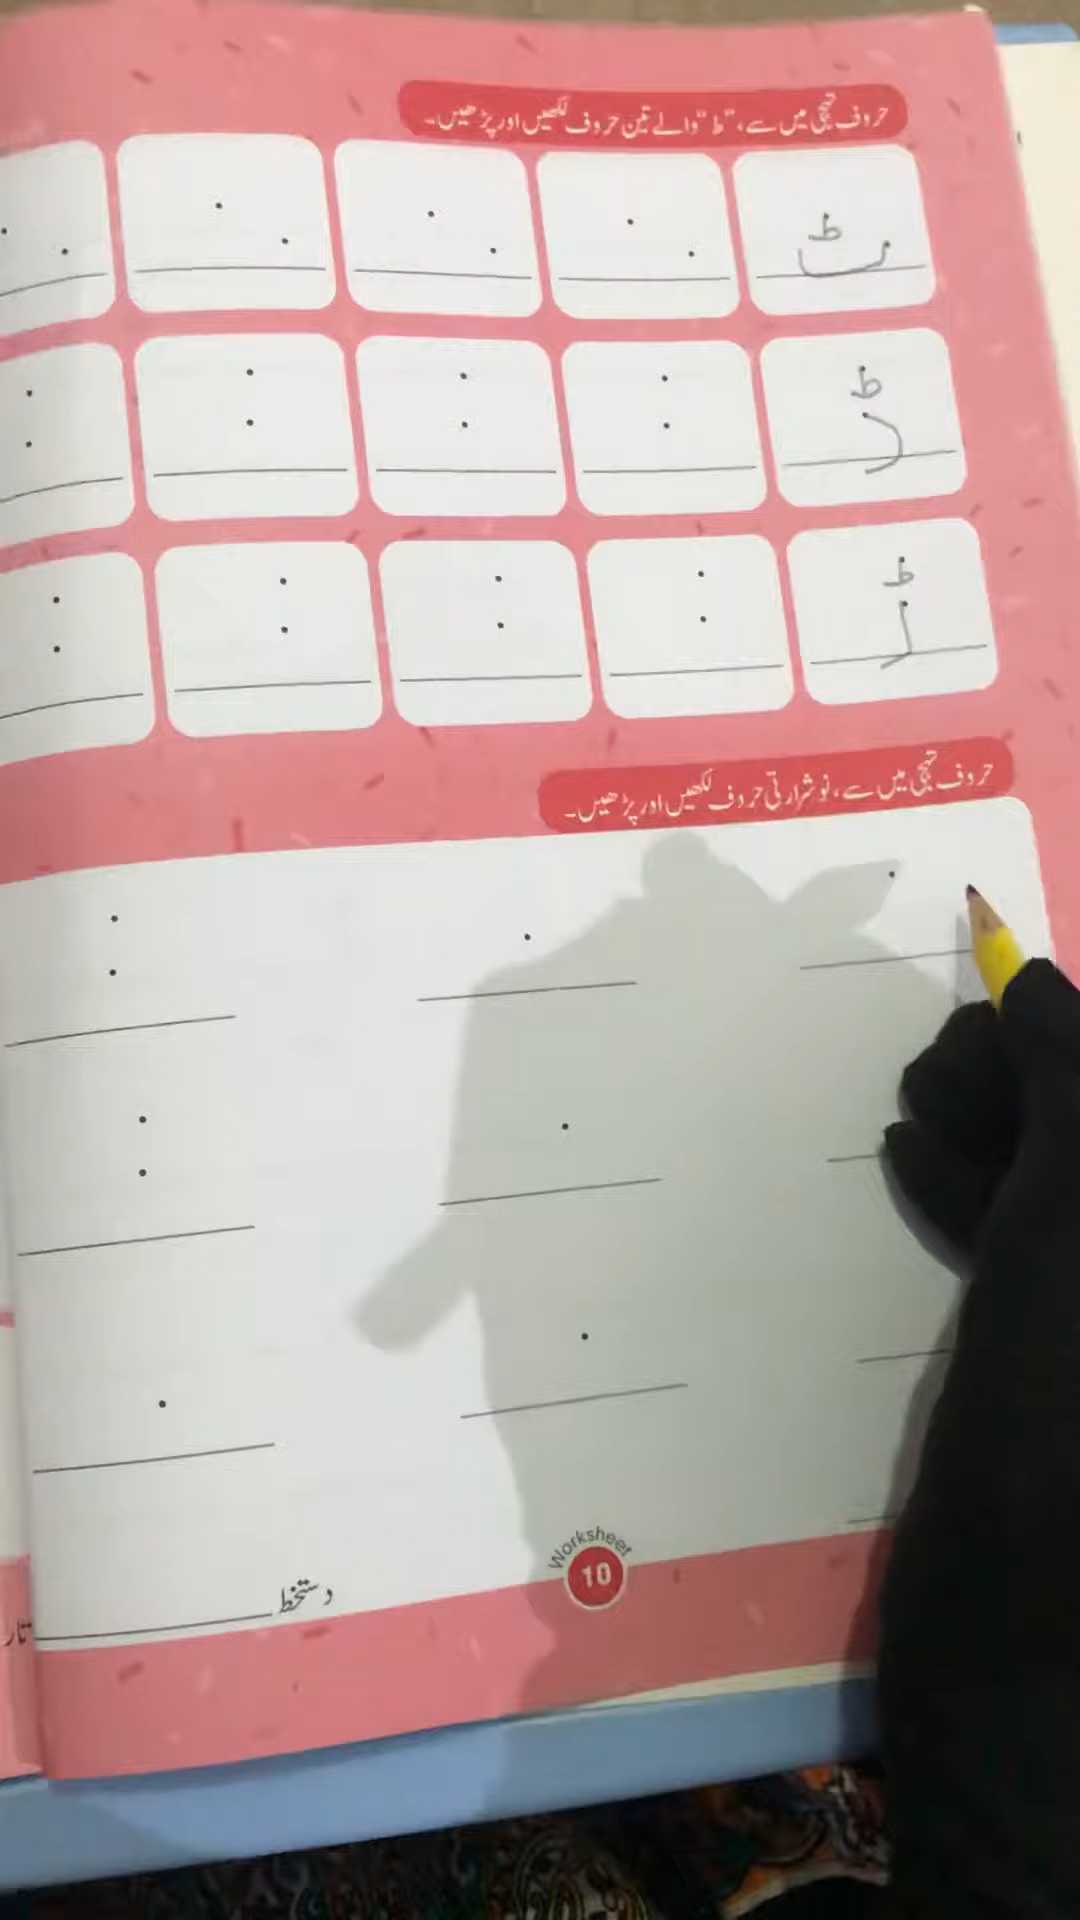 حروف تہجی میں سے، "ط" والے تین حروف لکھیں اور پڑھیں۔
ٹ
ڈ
ڑ
حروف تہجی میں سے، نو شرارتی حروف لکھیں اور پڑھیں۔
Worksheet
10
دستخط
تار